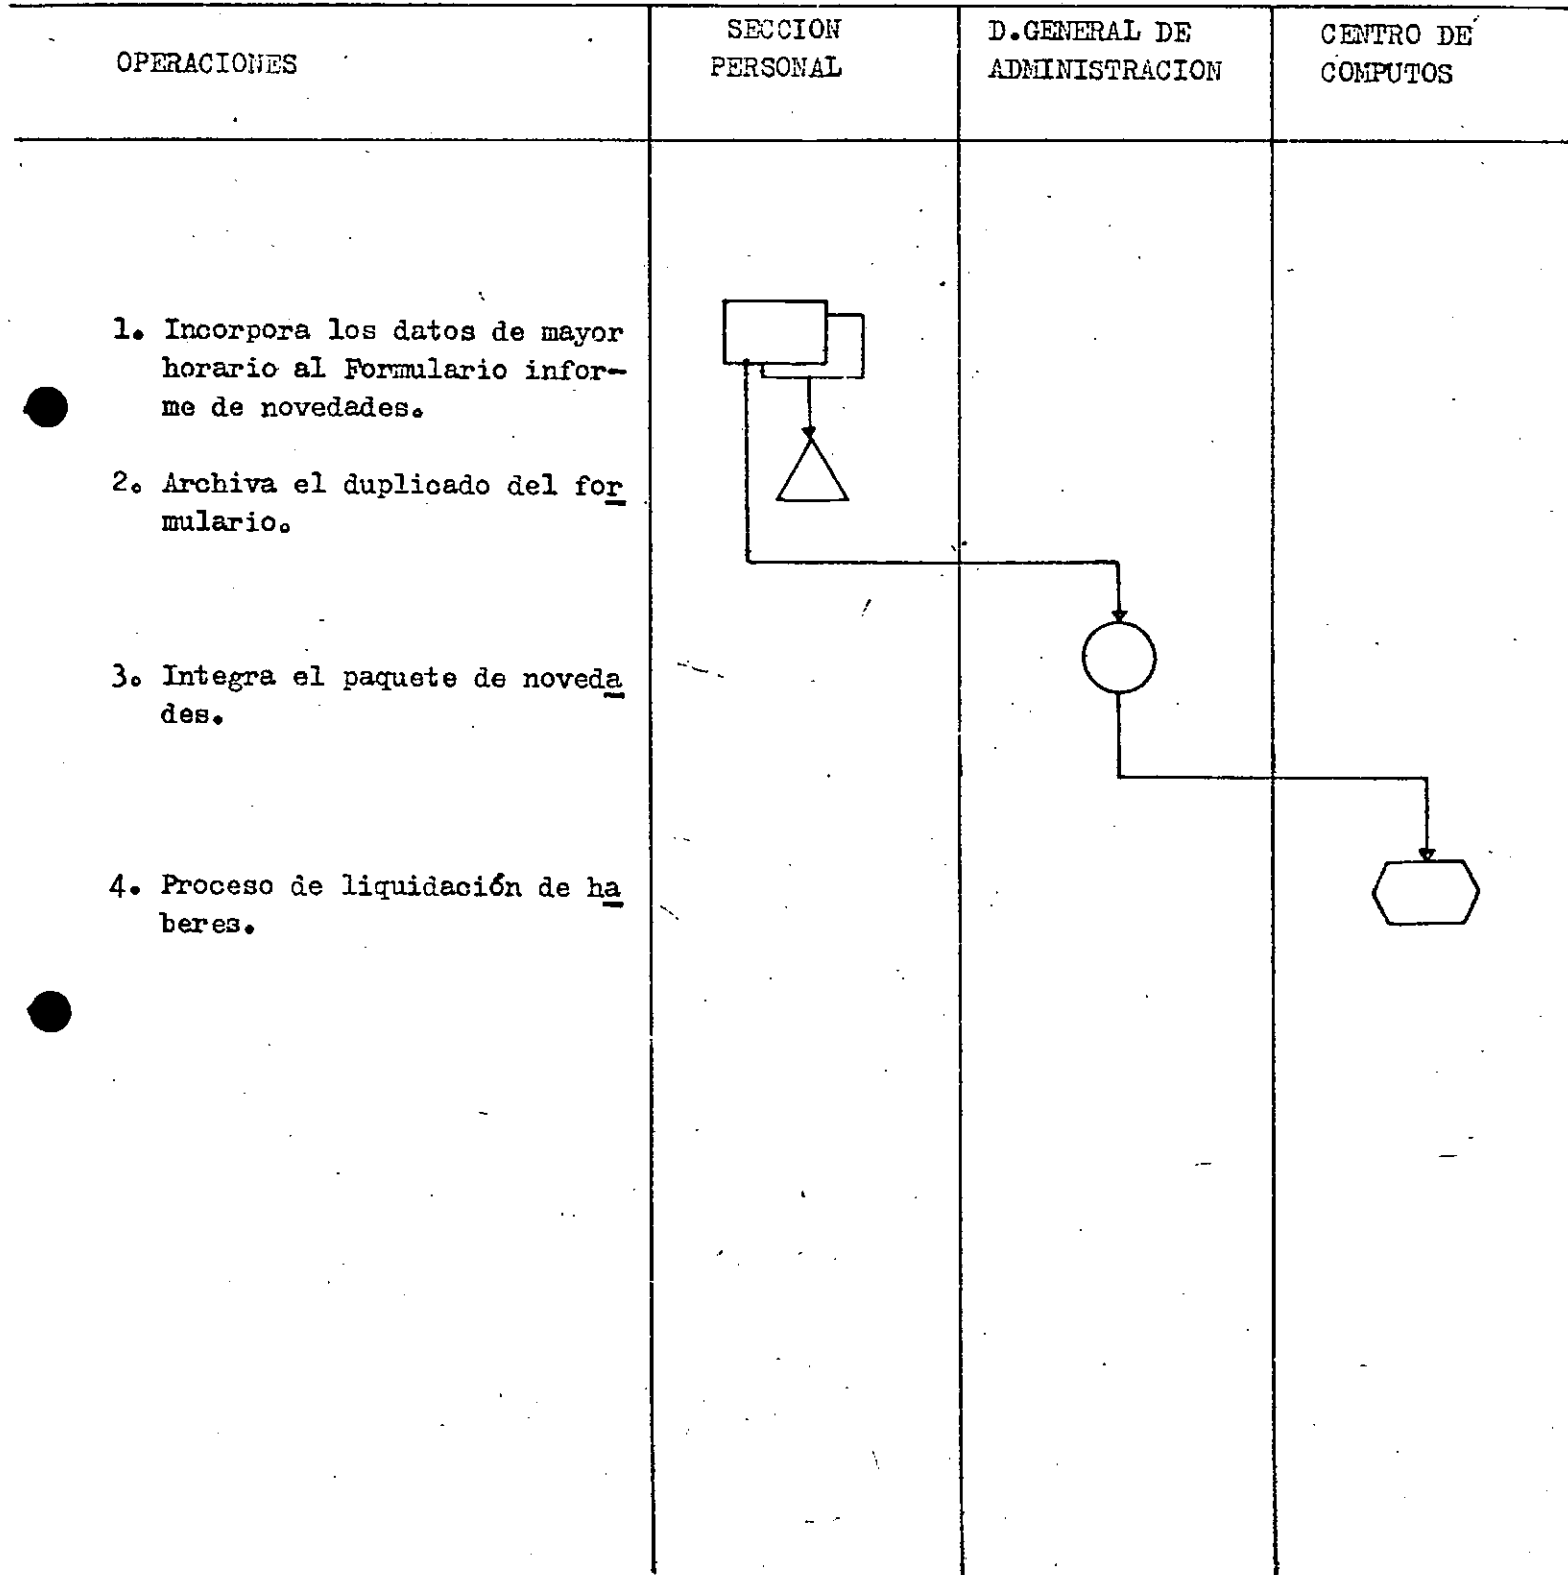 OPERACIONES
SECCION
PERSONAL
D.GENERAL DE
ADMINISTRACION
CENTRO DE
COMPUTOS
1. Incorpora los datos de mayor
horario al Formulario infor-
me de novedades.
2. Archiva el duplicado del for
mulario.
3. Integra el paquete de noveda
des.
4. Proceso de liquidación de ha
beres.